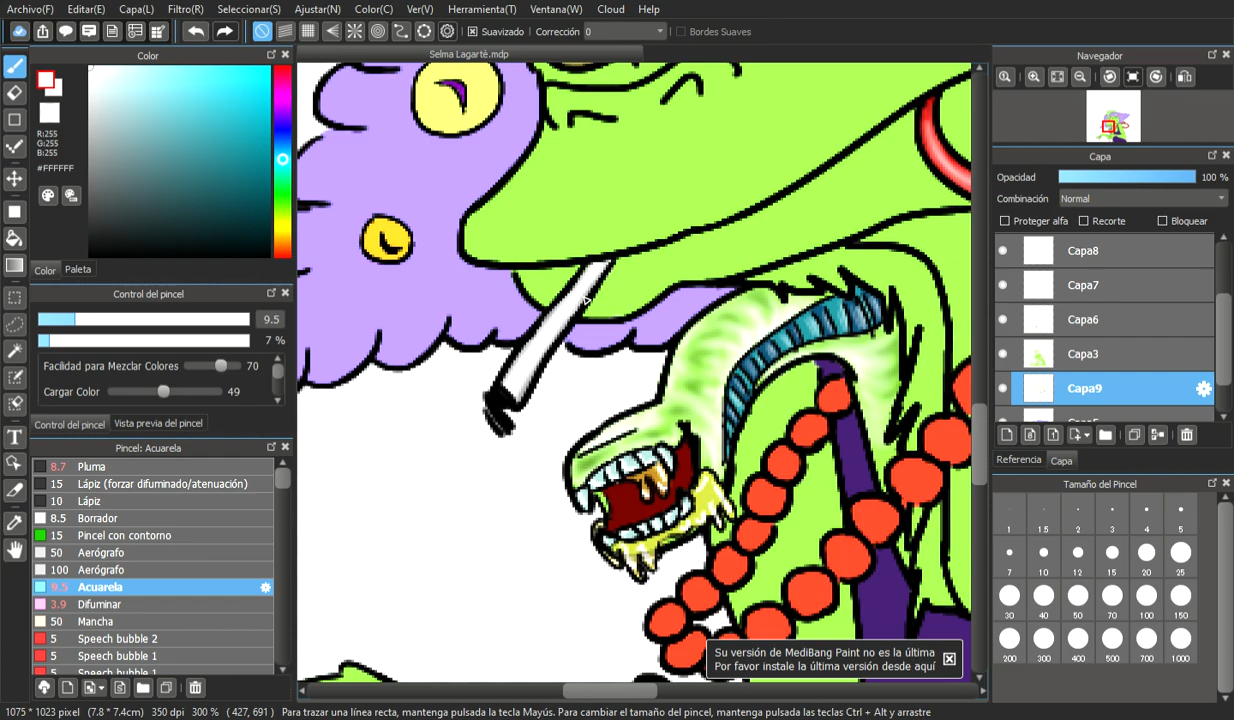 Archivo(F) Editar(E) Capa(L) Filtro(R) Seleccionar(S) Ajustar(N) Color(C) Ver(V) Herramienta(T) Ventana(W) Cloud Help
Suavizado Corrección 0 Bordes Suaves
Color
R:255
G:255
B:255
#FFFFFF
Color Paleta
Control del pincel
9.5
7 %
Facilidad para Mezclar Colores 70
Cargar Color 49
Control del pincel Vista previa del pincel
Pincel: Acuarela
8.7 Pluma
15 Lápiz (forzar difuminado/atenuación)
10 Lápiz
8.5 Borrador
15 Pincel con contorno
50 Aerógrafo
100 Aerógrafo
9.5 Acuarela
3.9 Difuminar
50 Mancha
5 Speech bubble 2
5 Speech bubble 1
5 Speech bubble 1
Selma Lagarté.mdp
Su versión de MediBang Paint no es la última
Por favor instale la última versión desde aquí
Navegador
Capa
Opacidad 100 %
Combinación Normal
Proteger alfa Recorte Bloquear
Capa8
Capa7
Capa6
Capa3
Capa9
Capa5
Referencia Capa
Tamaño del Pincel
1 1.5 2 3 4 5
7 10 12 15 20 25
30 40 50 70 100 150
200 300 400 500 700 1000
1075 * 1023 pixel (7.8 * 7.4cm) 350 dpi 300 % ( 427, 691 ) Para trazar una línea recta, mantenga pulsada la tecla Mayús. Para cambiar el tamaño del pincel, mantenga pulsadas las teclas Ctrl + Alt y arrastre